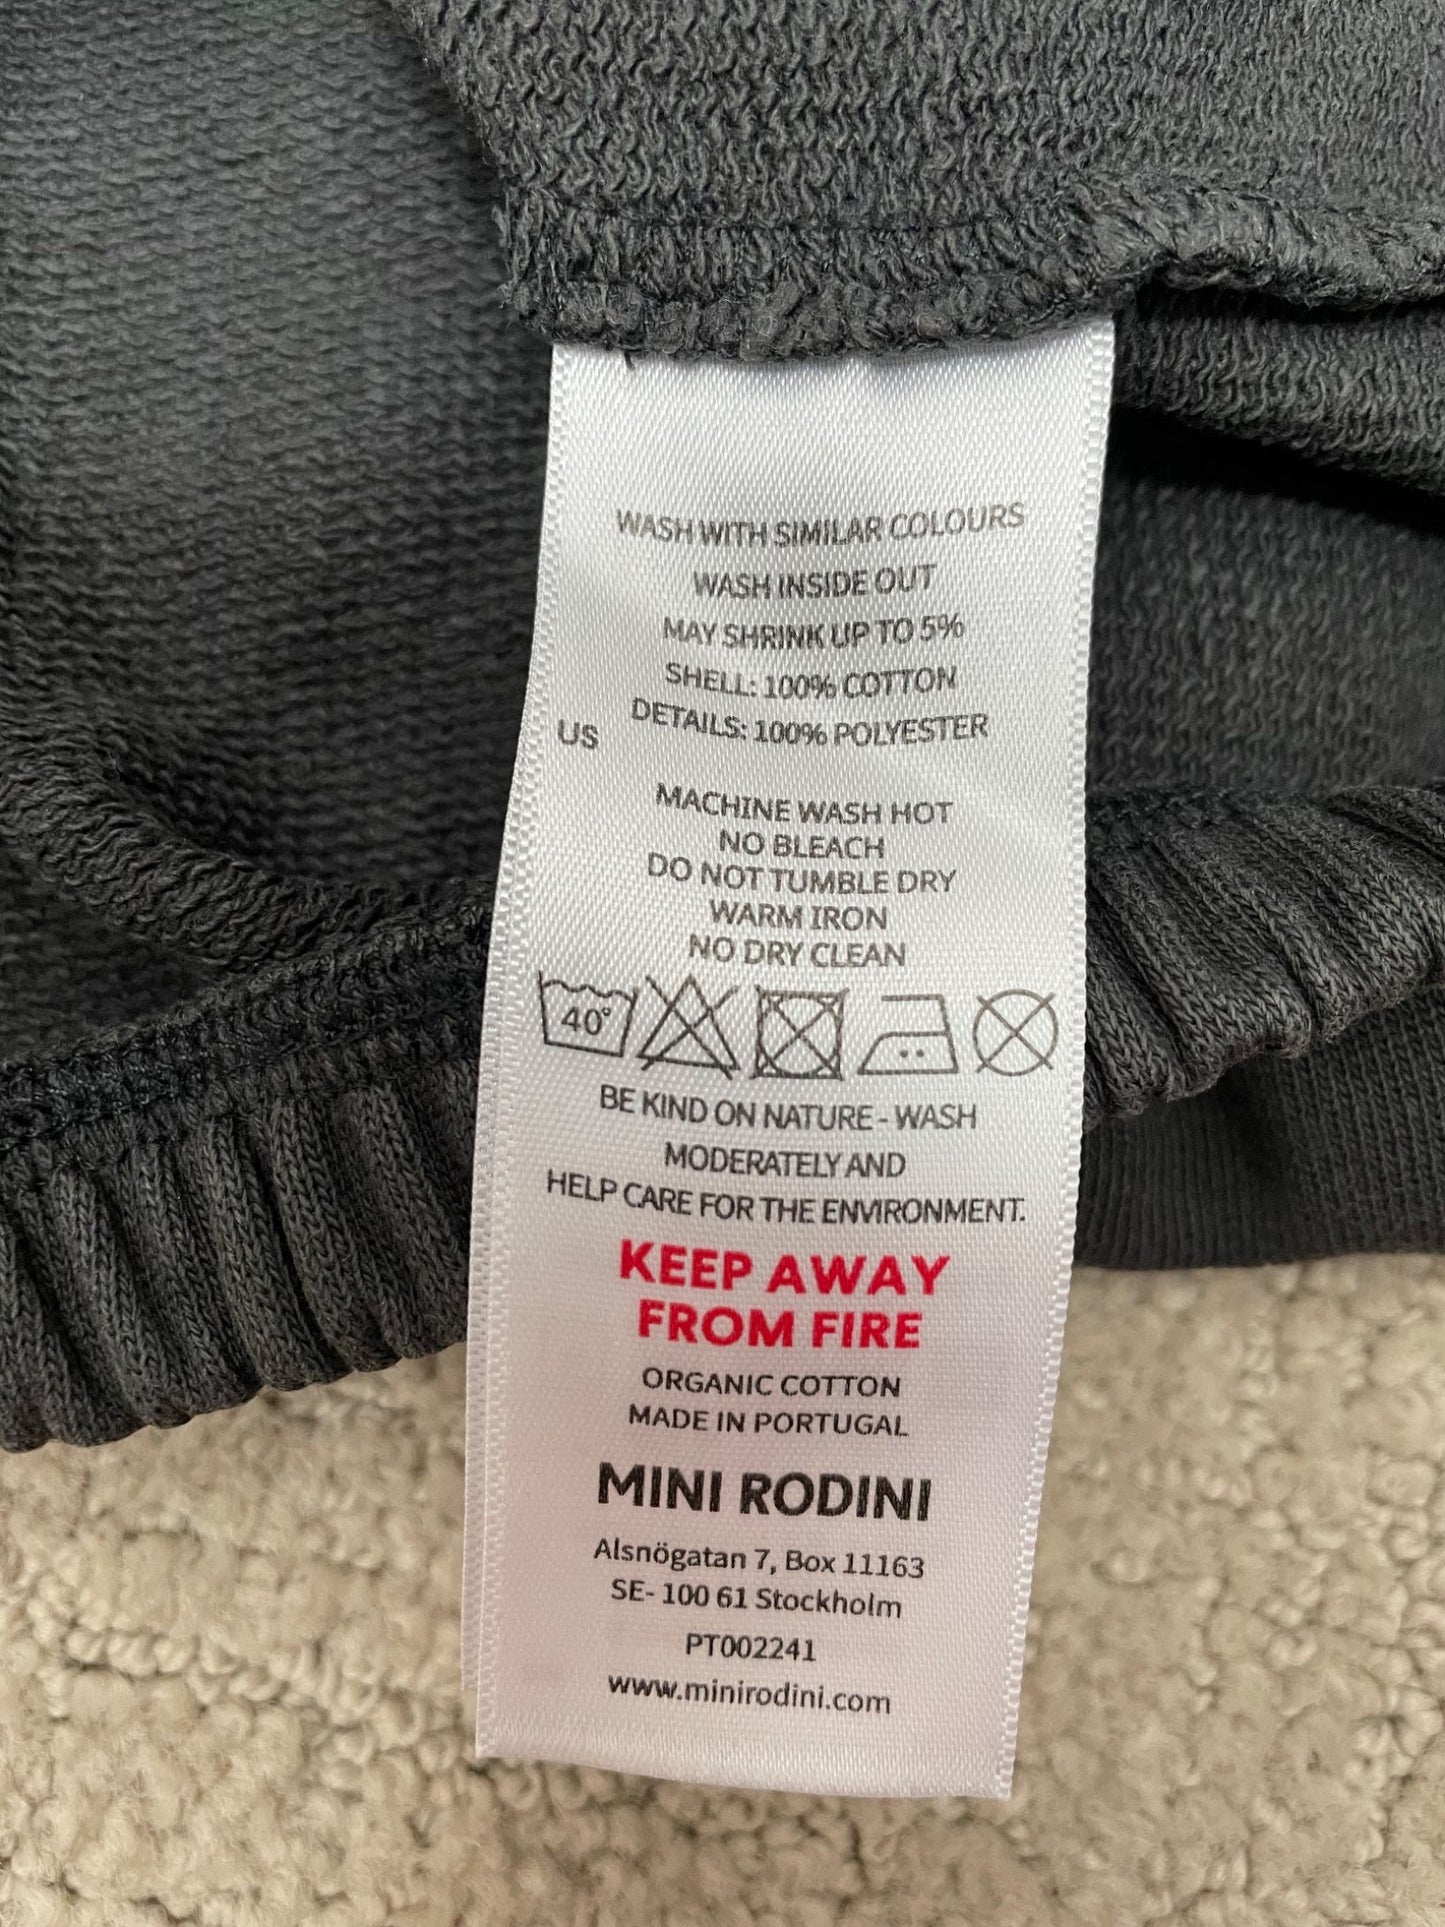 WASH WITH SIMILAR COLOURS
WASH INSIDE OUT
MAY SHRINK UP TO 5%
SHELL: 100% COTTON
DETAILS: 100% POLYESTER
US
MACHINE WASH HOT
NO BLEACH
DO NOT TUMBLE DRY
WARM IRON
NO DRY CLEAN
40°
BE KIND ON NATURE - WASH
MODERATELY AND
HELP CARE FOR THE ENVIRONMENT.
KEEP AWAY
FROM FIRE
ORGANIC COTTON
MADE IN PORTUGAL
MINI RODINI
Alsnögatan 7, Box 11163
SE- 100 61 Stockholm
PT002241
www.minirodini.com